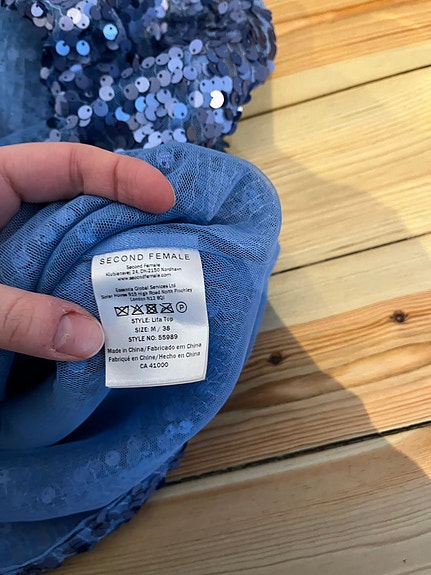 SECOND FEMALE
Second Female
Klubiensvej 24, DK-2150 Nordhavn
www.secondfemale.com
Essentia Global Services Ltd
Solar House 915 High Road North Finchley
London N12 8QJ
P
STYLE: Lifa Top
SIZE: M / 38
STYLE NO: 55989
Made in China/Fabricado em China
Fabriqué en Chine/Hecho en China
CA 41000